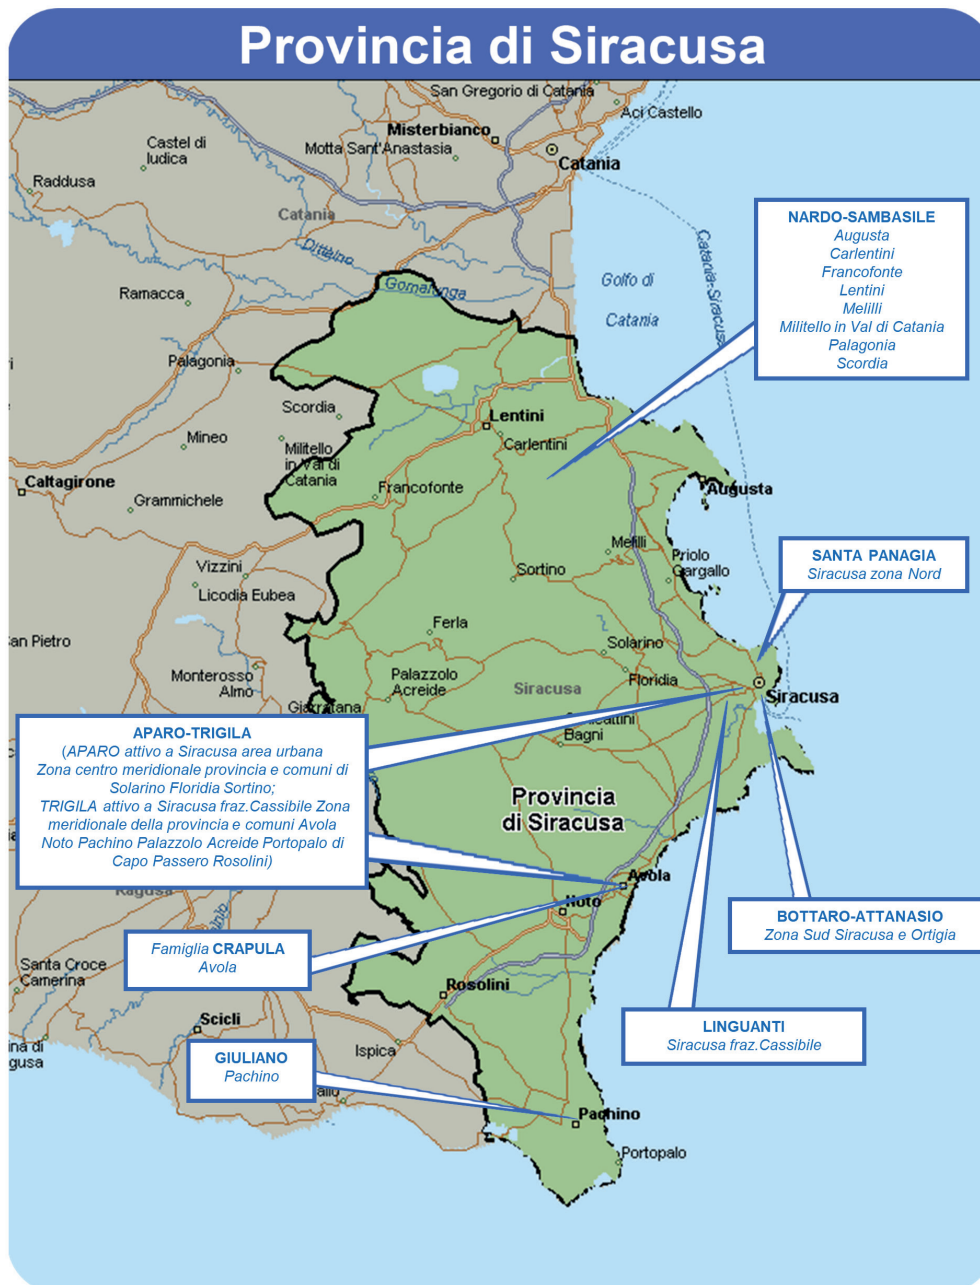 Provincia di Siracusa
San Gregorio di Catania
Aci Castello
Misterbianco
Motta Sant'Anastasia
Catania
Castel di
Iudica
Raddusa
Catania
Dittaino
Gornalunga
Golfo di
Catania
Catania-Siracusa
NARDO-SAMBASILE
Augusta
Carlentini
Francofonte
Lentini
Melilli
Militello in Val di Catania
Palagonia
Scordia
Ramacca
Palagonia
Scordia
Lentini
Carlentini
Mineo
Militello
in Val di
Catania
Caltagirone
Grammichele
Francofonte
Augusta
Melilli
Priolo
Gargallo
SANTA PANAGIA
Siracusa zona Nord
Vizzini
Licodia Eubea
Sortino
San Pietro
Ferla
Solarino
Monterosso
Almo
Palazzolo
Acreide
Siracusa
Floridia
Siracusa
Giarratana
Canicattini
Bagni
APARO-TRIGILA
(APARO attivo a Siracusa area urbana
Zona centro meridionale provincia e comuni di
Solarino Floridia Sortino;
TRIGILA attivo a Siracusa fraz.Cassibile Zona
meridionale della provincia e comuni Avola
Noto Pachino Palazzolo Acreide Portopalo di
Capo Passero Rosolini)
Provincia
di Siracusa
Ragusa
Avola
Noto
BOTTARO-ATTANASIO
Zona Sud Siracusa e Ortigia
Famiglia CRAPULA
Avola
Santa Croce
Camerina
Rosolini
Scicli
LINGUANTI
Siracusa fraz.Cassibile
Ispica
GIULIANO
Pachino
Pachino
Portopalo